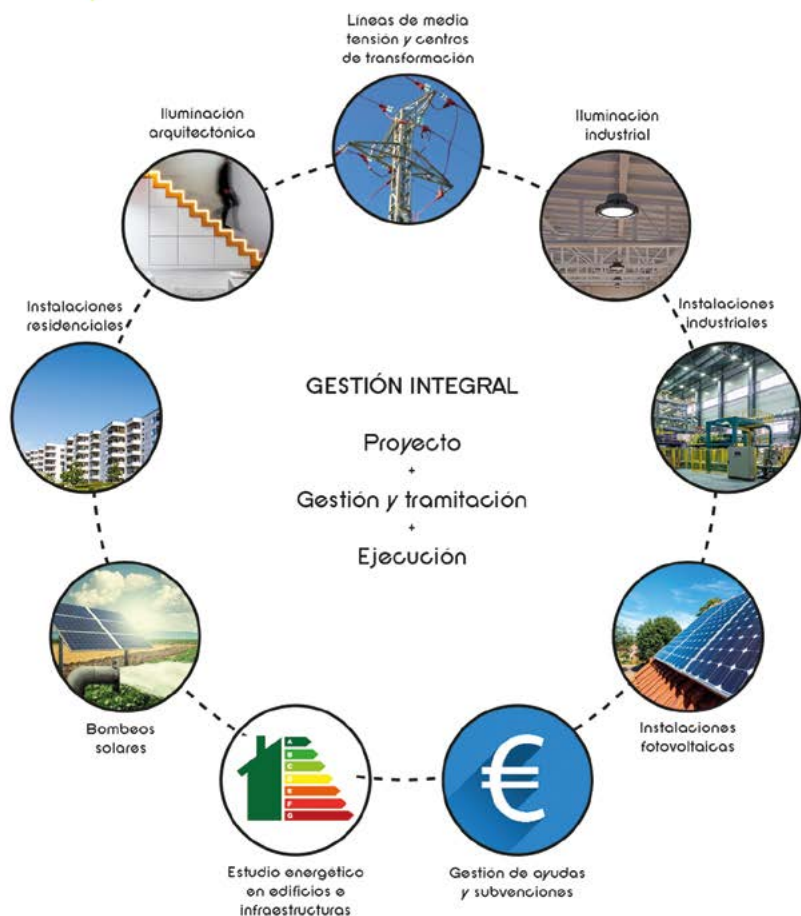 Líneas de media
tensión y centros
de transformación
Iluminación
arquitectónica
Iluminación
industrial
Instalaciones
residenciales
Instalaciones
industriales
GESTIÓN INTEGRAL
Proyecto
+
Gestión y tramitación
+
Ejecución
Bombeos
solares
Instalaciones
fotovoltaicas
A
B
C
D
E
F
G
€
Estudio energético
en edificios e
infraestructuras
Gestión de ayudas
y subvenciones